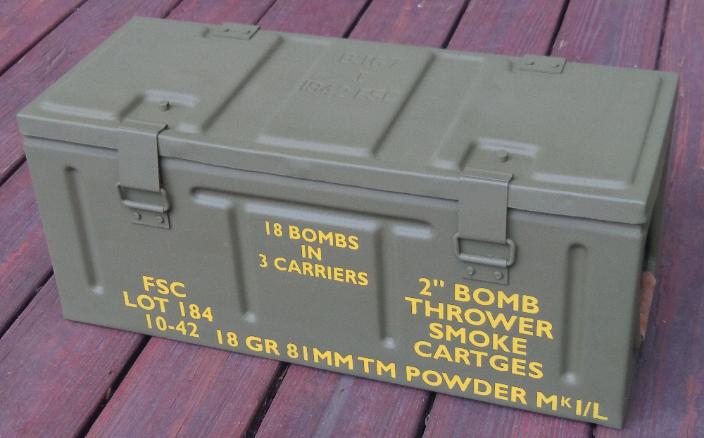 18 BOMBS
IN
3 CARRIERS
FSC
LOT 184
10-42
2" BOMB
THROWER
SMOKE
CARTGES
18 GR 81MM TM POWDER MK I/L